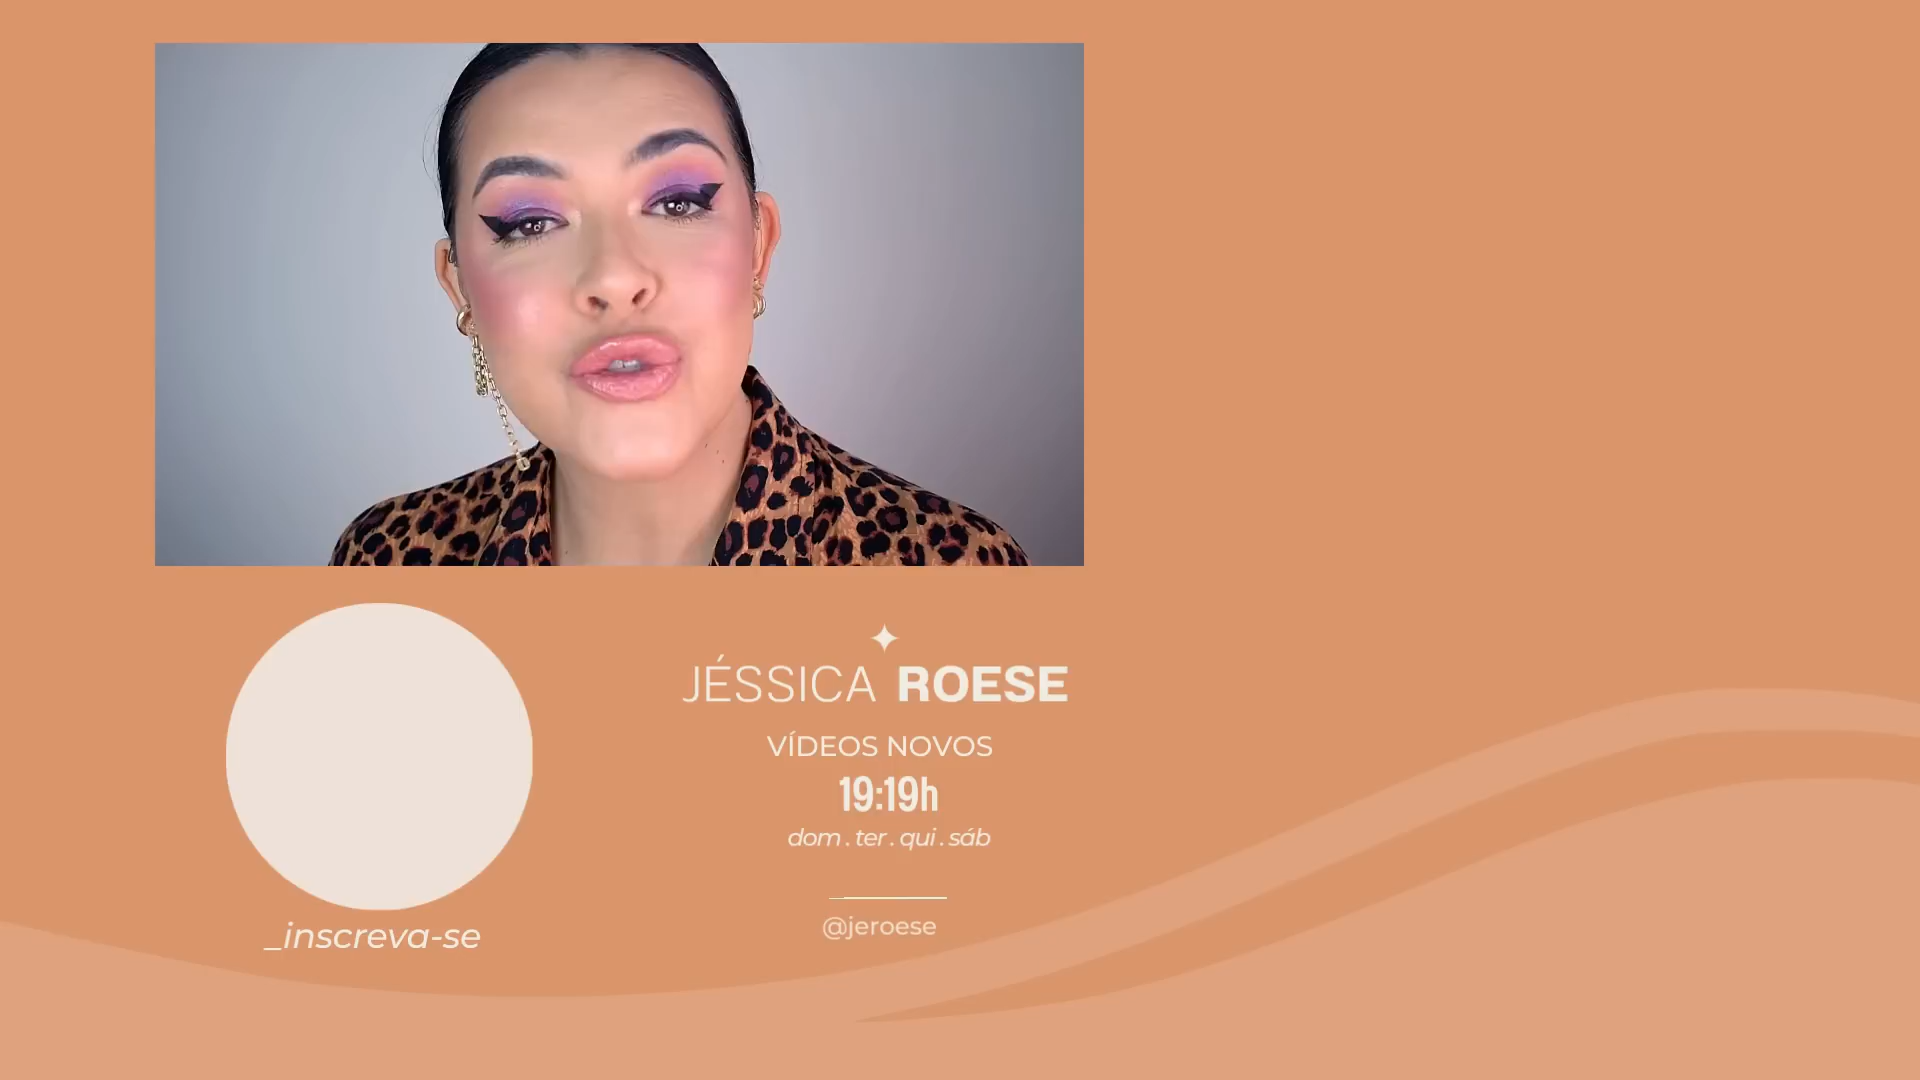 JÉSSICA ROESE
VÍDEOS NOVOS
19:19h
dom.ter.qui.sáb
@jeroese
_inscreva-se